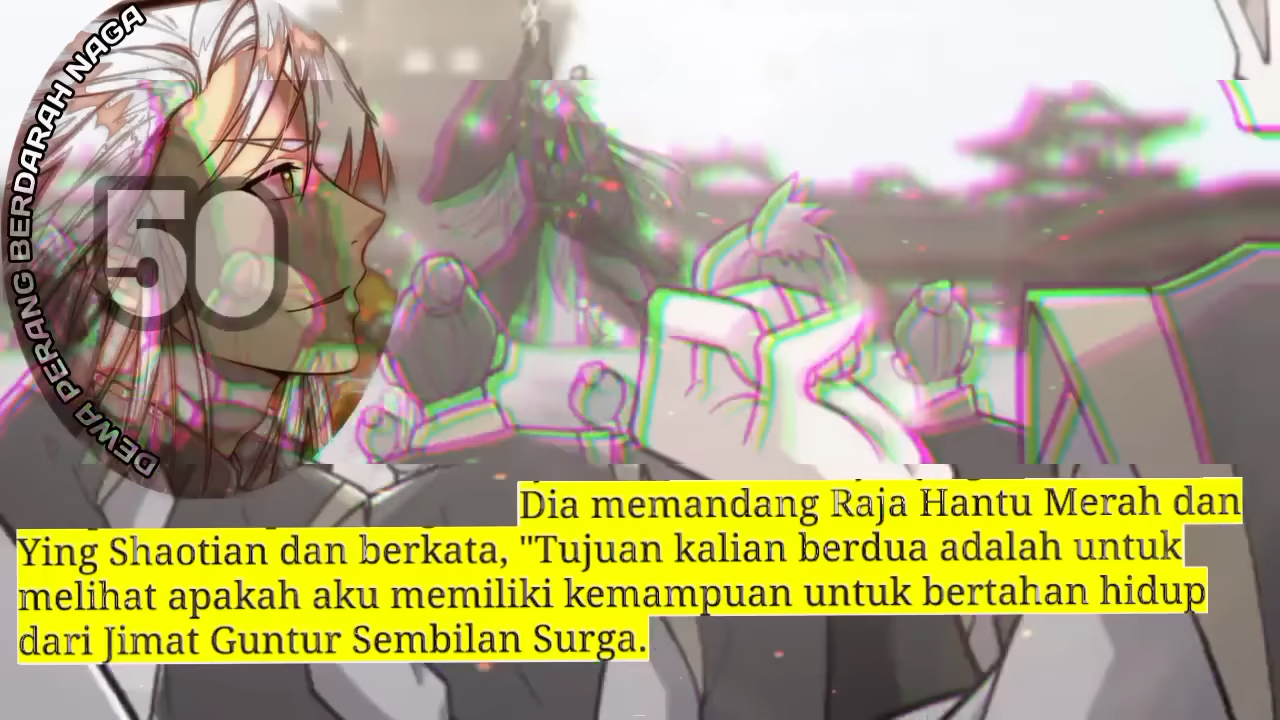 DEWA PERANG BERDARAH NAGA
50
Dia memandang Raja Hantu Merah dan
Ying Shaotian dan berkata, "Tujuan kalian berdua adalah untuk
melihat apakah aku memiliki kemampuan untuk bertahan hidup
dari Jimat Guntur Sembilan Surga.